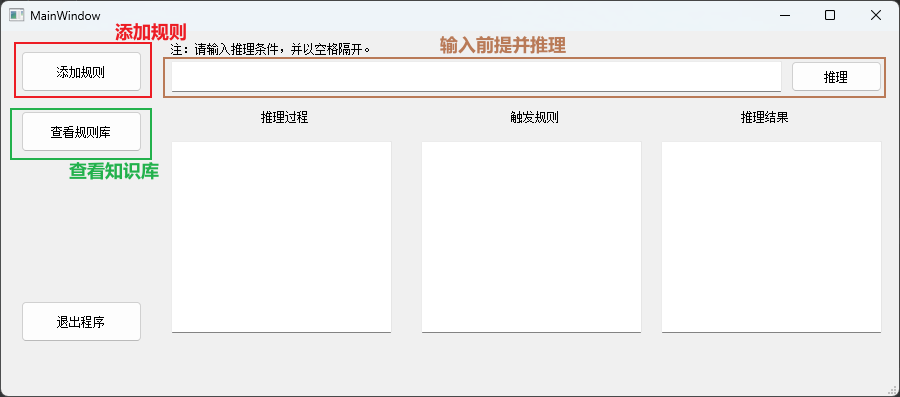 MainWindow
添加规则
添加规则
注：请输入推理条件，并以空格隔开。
输入前提并推理
推理
查看规则库
查看知识库
推理过程
触发规则
推理结果
退出程序